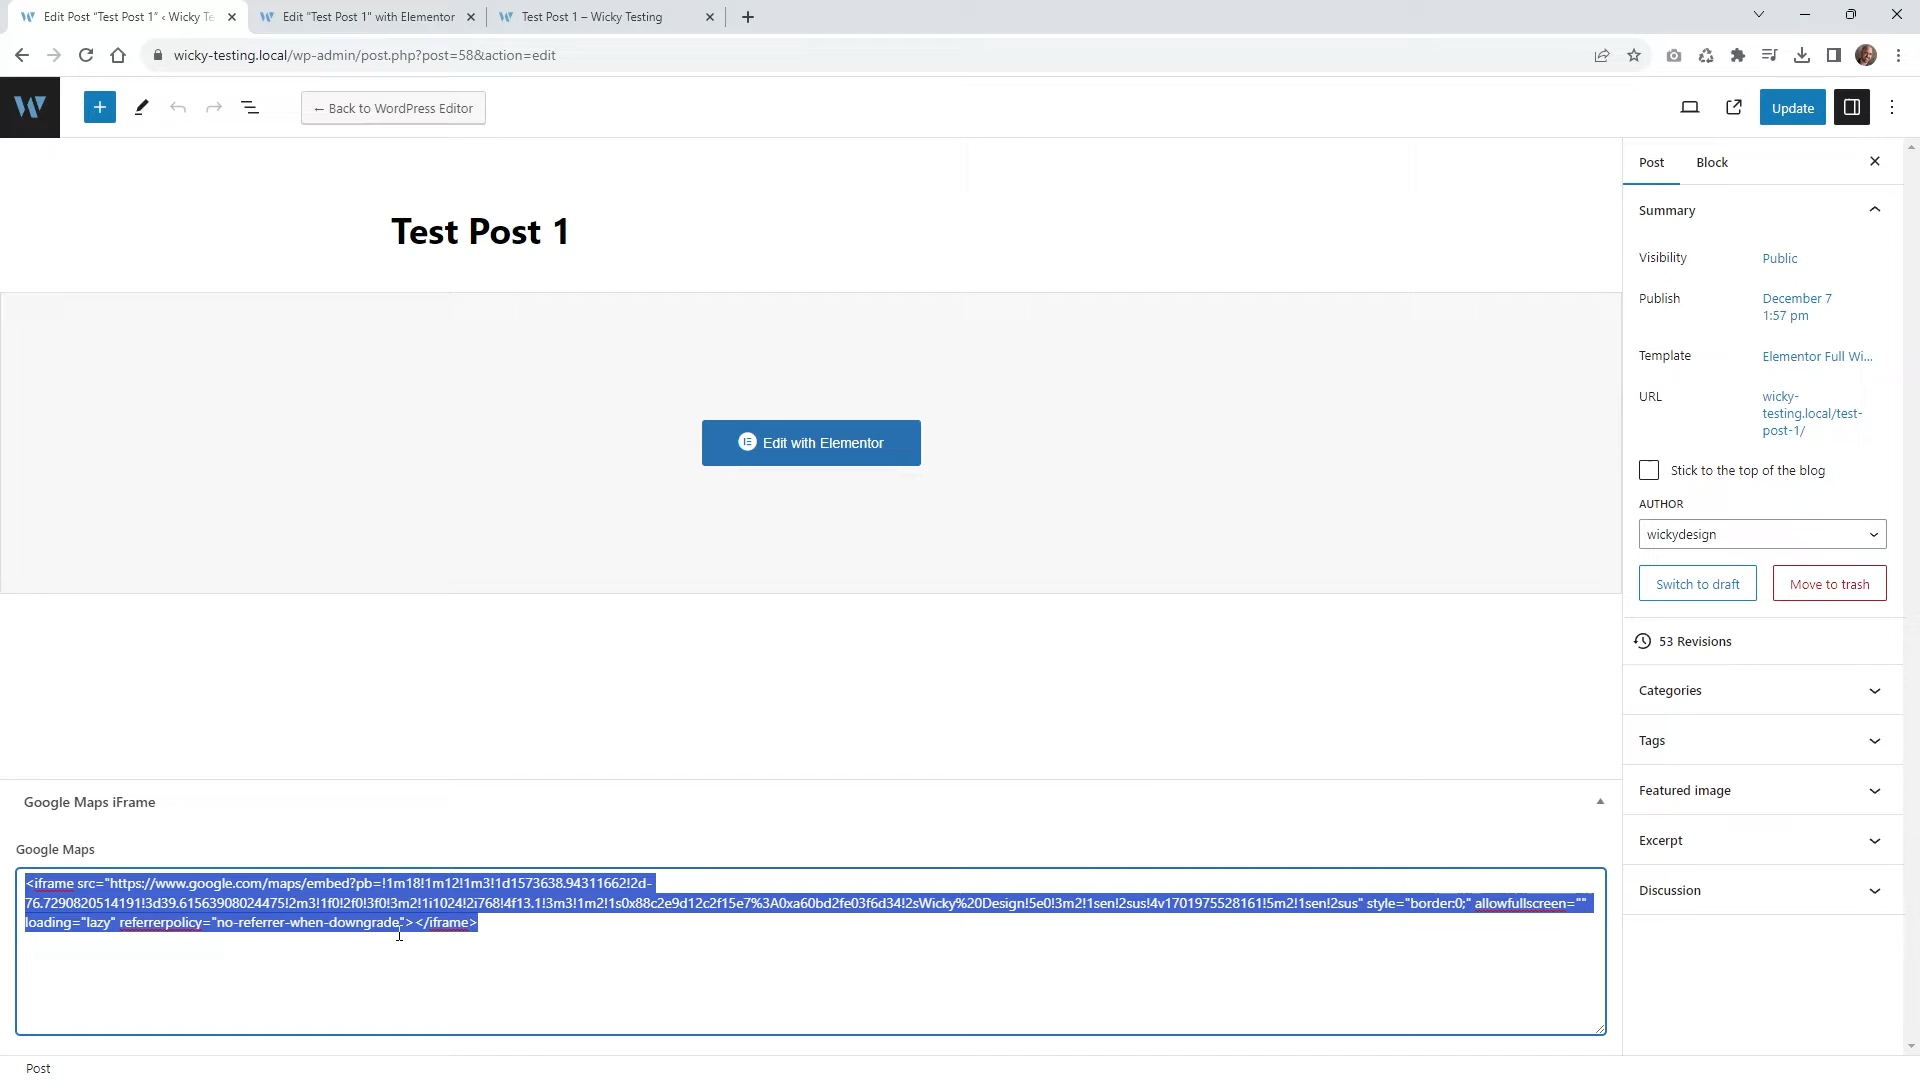 Edit Post "Test Post 1" ‹ Wicky Te
Edit "Test Post 1" with Elementor
Test Post 1 – Wicky Testing
wicky-testing.local/wp-admin/post.php?post=58&action=edit
← Back to WordPress Editor
Update
Post
Block
Test Post 1
Summary
Visibility
Public
Publish
December 7
1:57 pm
Template
Elementor Full Wi...
URL
wicky-
testing.local/test-
post-1/
Edit with Elementor
Stick to the top of the blog
AUTHOR
wickydesign
Switch to draft
Move to trash
53 Revisions
Categories
Tags
Featured image
Excerpt
Discussion
Google Maps iFrame
Google Maps
<iframe src="https://www.google.com/maps/embed?pb=!1m18!1m12!1m3!1d1573638.94311662!2d-
76.7290820514191!3d39.61563908024475!2m3!1f0!2f0!3f0!3m2!1i1024!2i768!4f13.1!3m3!1m2!1s0x88c2e9d12c2f15e7%3A0xa60bd2fe03f6d34!2sWicky%20Design!5e0!3m2!1sen!2sus!4v1701975528161!5m2!1sen!2sus" style="border:0;" allowfullscreen=""
loading="lazy" referrerpolicy="no-referrer-when-downgrade"></iframe>
Post